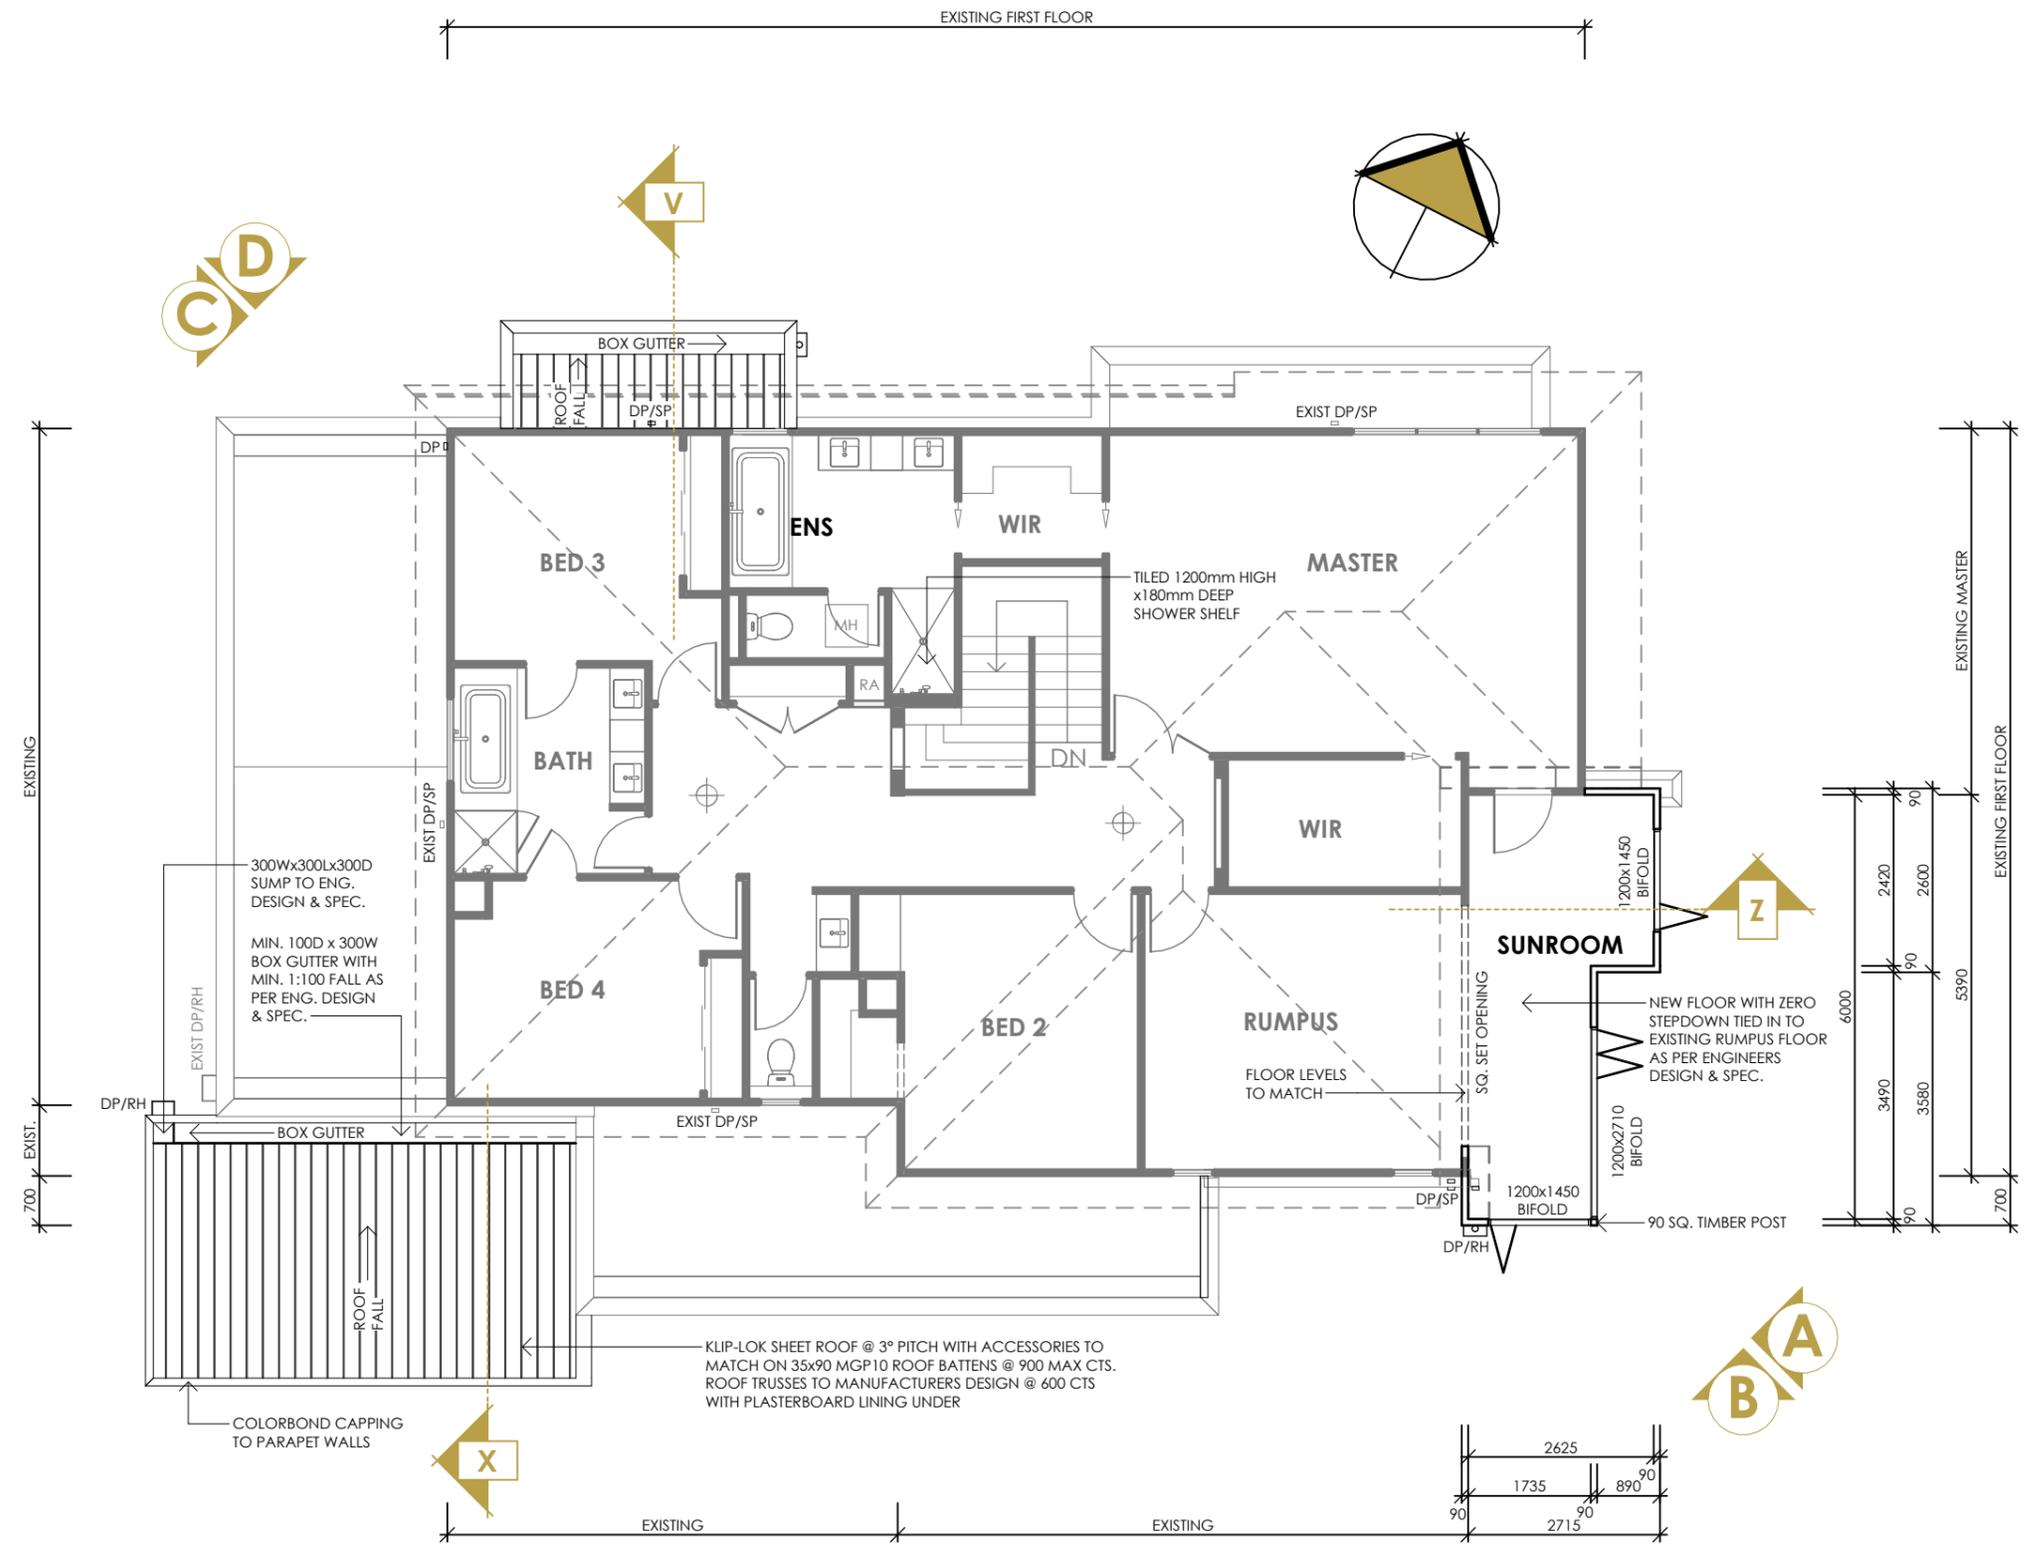 EXISTING FIRST FLOOR
V
D
C
BOX GUTTER
ROOF
FALL
DP/SP
EXIST DP/SP
DP
BED 3
ENS
WIR
MASTER
TILED 1200mm HIGH
x180mm DEEP
SHOWER SHELF
MH
RA
BATH
DN
WIR
EXISTING
EXIST DP/SP
EXISTING MASTER
EXISTING FIRST FLOOR
300Wx300Lx300D
SUMP TO ENG.
DESIGN & SPEC.
MIN. 100D x 300W
BOX GUTTER WITH
MIN. 1:100 FALL AS
PER ENG. DESIGN
& SPEC.
EXIST DP/RH
BED 4
BED 2
RUMPUS
SUNROOM
1200x1450
BIFOLD
Z
90
2420
2600
90
5390
6000
3490
3580
90
SQ. SET OPENING
NEW FLOOR WITH ZERO
STEPDOWN TIED IN TO
EXISTING RUMPUS FLOOR
AS PER ENGINEERS
DESIGN & SPEC.
FLOOR LEVELS
TO MATCH
1200x2710
BIFOLD
DP/RH
BOX GUTTER
EXIST DP/SP
EXIST.
700
DP/SP
1200x1450
BIFOLD
700
90 SQ. TIMBER POST
DP/RH
ROOF
FALL
KLIP-LOK SHEET ROOF @ 3° PITCH WITH ACCESSORIES TO
MATCH ON 35x90 MGP10 ROOF BATTENS @ 900 MAX CTS.
ROOF TRUSSES TO MANUFACTURERS DESIGN @ 600 CTS
WITH PLASTERBOARD LINING UNDER
COLORBOND CAPPING
TO PARAPET WALLS
X
A
B
2625
90
1735
890
90
90
EXISTING
EXISTING
2715